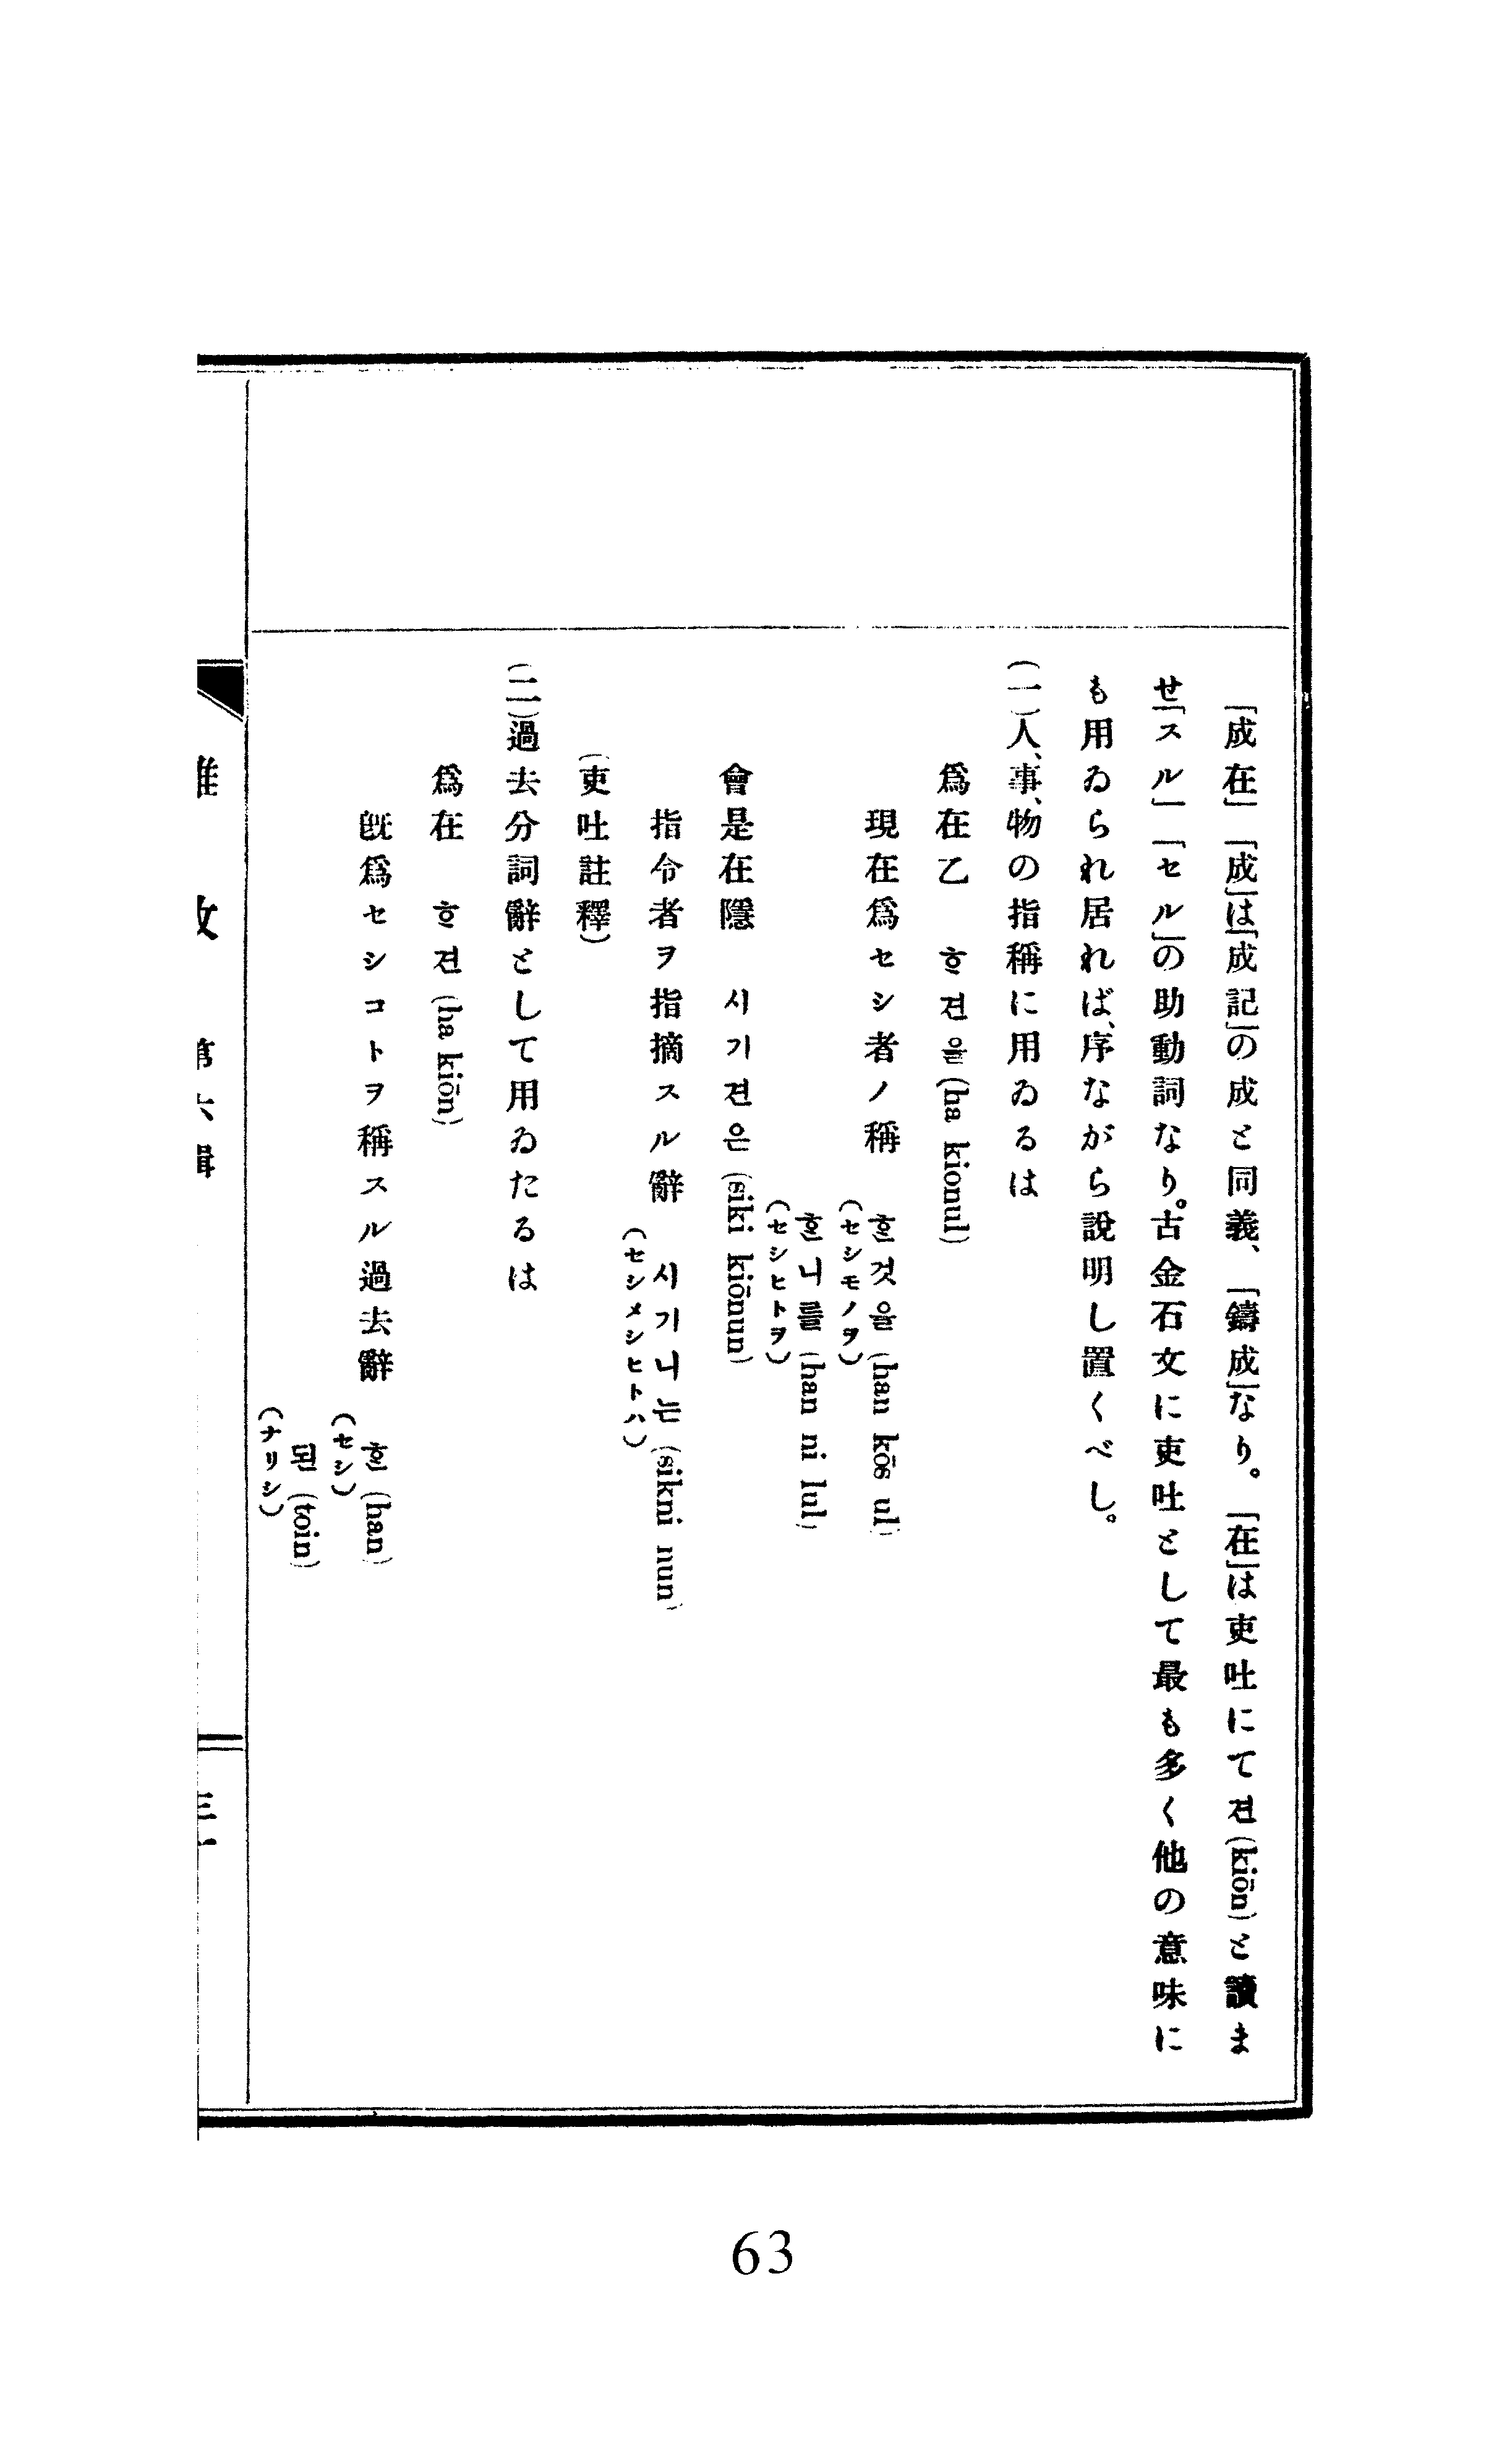 「成在」「成」は「成記」の成と同義、「鑄成」なり。「在」は吏吐にて견(kiōn)と讀ま
せ「スル」「セル」の助動詞なり。古金石文に吏吐として最も多く他の意味に
も用ゐられ居れば、序ながら說明し置くべし。
(一)人、事、物の指稱に用ゐるは
爲在乙 ᄒᆞ견을(ha kionul)
現在爲セシ者ノ稱 ᄒᆞᆫ것을(han kōs ul)
(セシモノヲ)
ᄒᆞᆫ니를(han ni lul)
(セシヒトヲ)
會是在隱 시기견은(siki kiōnun)
指令者ヲ指摘スル辭 시기니는(sikni nun)
(セシメシヒトハ)
(吏吐註釋)
(二)過去分詞辭として用ゐたるは
爲在 ᄒᆞ견(ha kiōn)
旣爲セシコトヲ稱スル過去辭 ᄒᆞᆫ(han)
(セシ)
된(toin)
(ナリシ)
雜攷 第六輯
三一
63